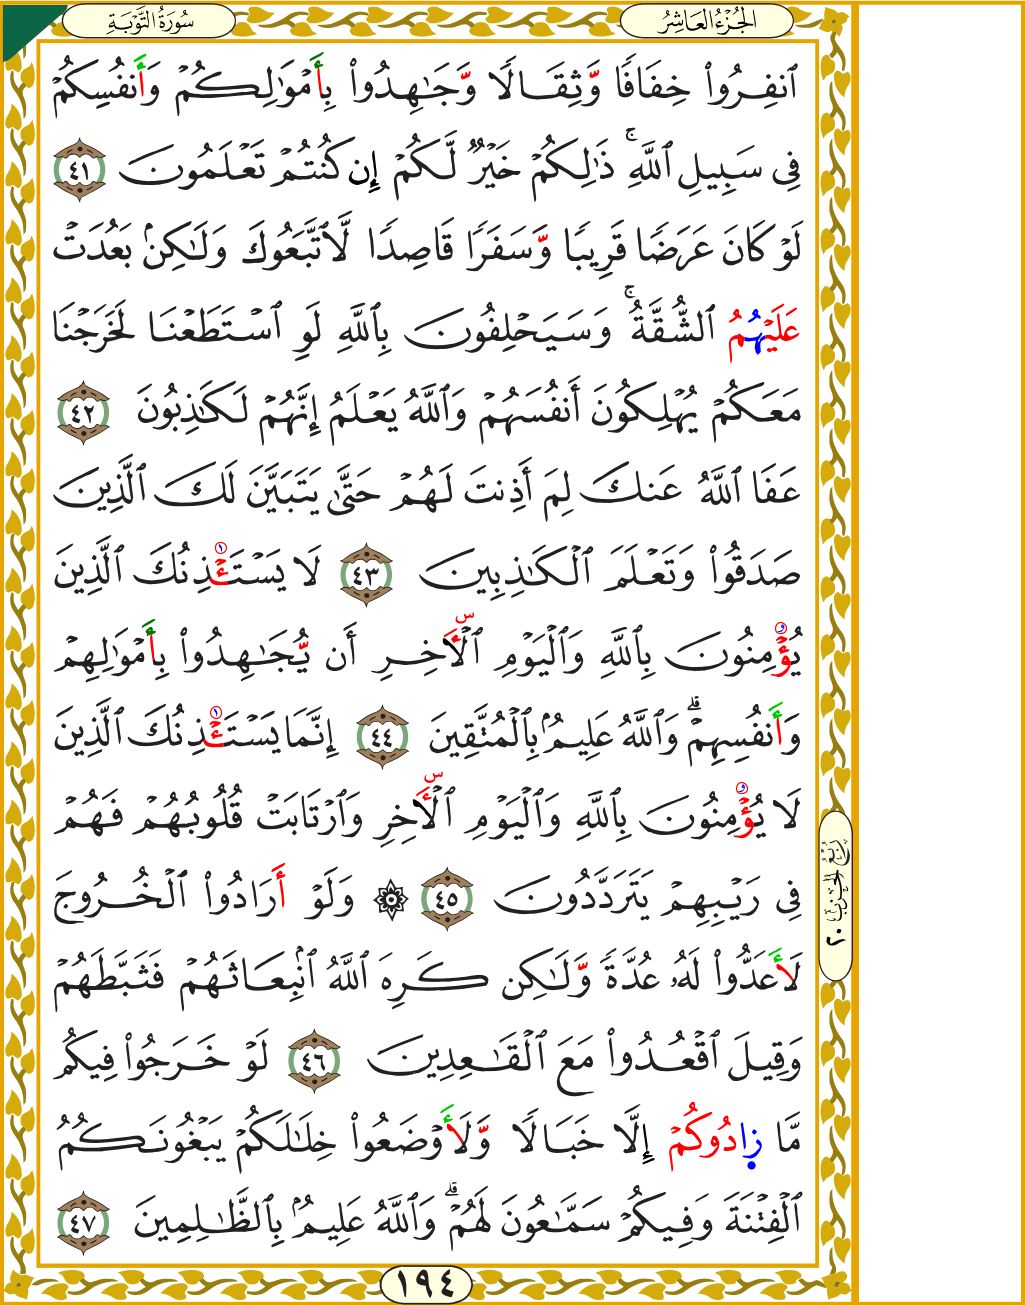 سُورَةُ التَّوْبَةِ
الجُزْءُ العَاشِرُ
ٱنفِرُوا۟ خِفَافًا وَّثِقَالًا وَّجَـٰهِدُوا۟ بِأَمْوَٰلِكُمْ وَأَنفُسِكُمْ
فِى سَبِيلِ ٱللَّهِۚ ذَٰلِكُمْ خَيْرٌ لَّكُمْ إِن كُنتُمْ تَعْلَمُونَ ٤١
لَوْ كَانَ عَرَضًا قَرِيبًا وَّسَفَرًا قَاصِدًا لَّٱتَّبَعُوكَ وَلَـٰكِنۢ بَعُدَتْ
عَلَيْهُمُ ٱلشُّقَّةُۚ وَسَيَحْلِفُونَ بِٱللَّهِ لَوِ ٱسْتَطَعْنَا لَخَرَجْنَا
مَعَكُمْ يُهْلِكُونَ أَنفُسَهُمْ وَٱللَّهُ يَعْلَمُ إِنَّهُمْ لَكَـٰذِبُونَ ٤٢
عَفَا ٱللَّهُ عَنكَ لِمَ أَذِنتَ لَهُمْ حَتَّىٰ يَتَبَيَّنَ لَكَ ٱلَّذِينَ
صَدَقُوا۟ وَتَعْلَمَ ٱلْكَـٰذِبِينَ ٤٣ لَا يَسْتَـْٔذِنُكَ ٱلَّذِينَ
يُؤْمِنُونَ بِٱللَّهِ وَٱلْيَوْمِ ٱلْأَخِرِ أَن يُّجَـٰهِدُوا۟ بِأَمْوَٰلِهِمْ
وَأَنفُسِهِمْۗ وَٱللَّهُ عَلِيمُۢ بِٱلْمُتَّقِينَ ٤٤ إِنَّمَا يَسْتَـْٔذِنُكَ ٱلَّذِينَ
لَا يُؤْمِنُونَ بِٱللَّهِ وَٱلْيَوْمِ ٱلْأَخِرِ وَٱرْتَابَتْ قُلُوبُهُمْ فَهُمْ
فِى رَيْبِهِمْ يَتَرَدَّدُونَ ٤٥ ۞ وَلَوْ أَرَادُوا۟ ٱلْخُرُوجَ
لَأَعَدُّوا۟ لَهُۥ عُدَّةً وَّلَـٰكِن كَرِهَ ٱللَّهُ ٱنۢبِعَاثَهُمْ فَثَبَّطَهُمْ
وَقِيلَ ٱقْعُدُوا۟ مَعَ ٱلْقَـٰعِدِينَ ٤٦ لَوْ خَرَجُوا۟ فِيكُم
مَّا زَادُوكُمْ إِلَّا خَبَالًا وَّلَأَوْضَعُوا۟ خِلَـٰلَكُمْ يَبْغُونَكُمُ
ٱلْفِتْنَةَ وَفِيكُمْ سَمَّـٰعُونَ لَهُمْۗ وَٱللَّهُ عَلِيمُۢ بِٱلظَّـٰلِمِينَ ٤٧
رُبْعُ الحِزْبِ ٢٠
١٩٤